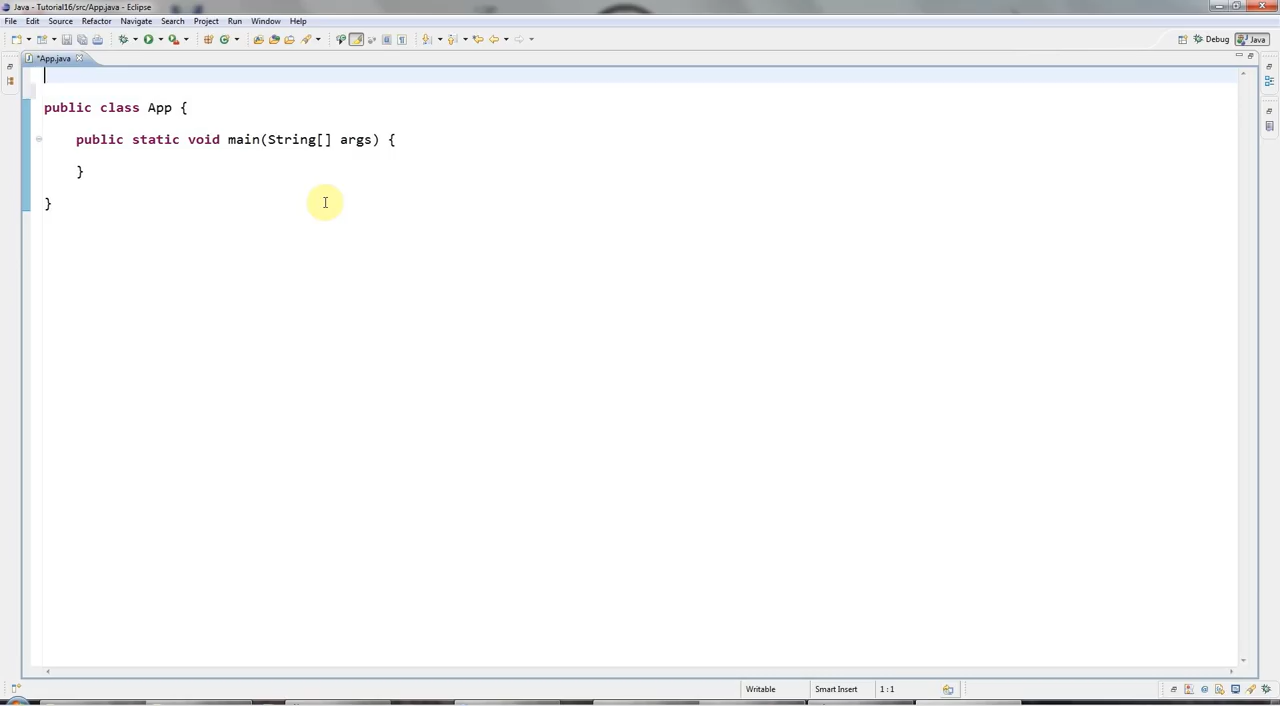 Java - Tutorial16/src/App.java - Eclipse
File Edit Source Refactor Navigate Search Project Run Window Help
Debug Java
*App.java
public class App {
public static void main(String[] args) {
}
}
Writable Smart Insert 1 : 1